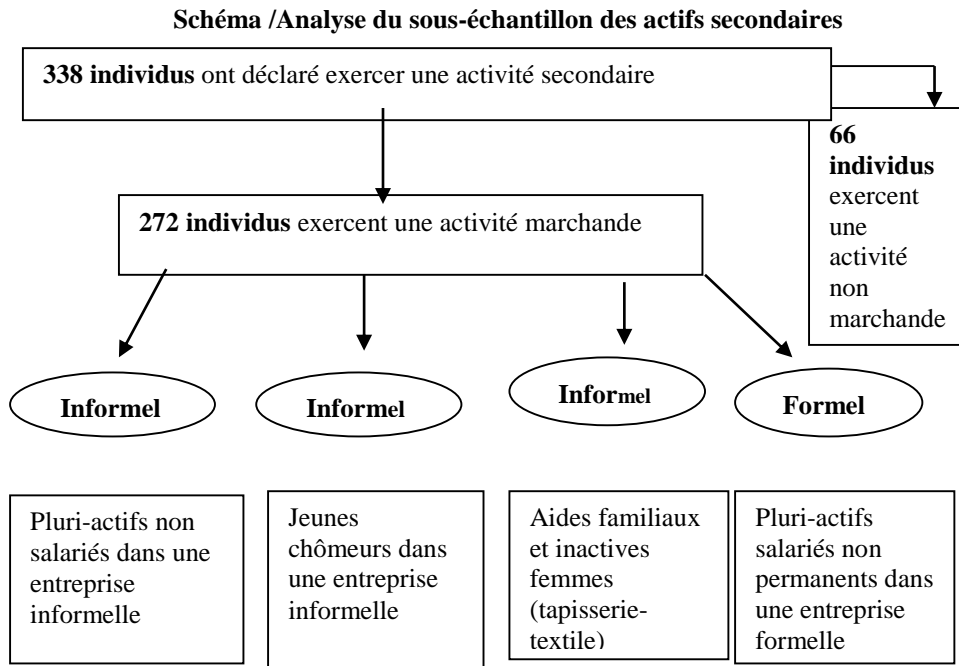 Schéma /Analyse du sous-échantillon des actifs secondaires
338 individus ont déclaré exercer une activité secondaire
66
individus
exercent
une
activité
non
marchande
272 individus exercent une activité marchande
Informel
Informel
Informel
Formel
Pluri-actifs non
salariés dans une
entreprise
informelle
Jeunes
chômeurs dans
une entreprise
informelle
Aides familiaux
et inactives
femmes
(tapisserie-
textile)
Pluri-actifs
salariés non
permanents dans
une entreprise
formelle